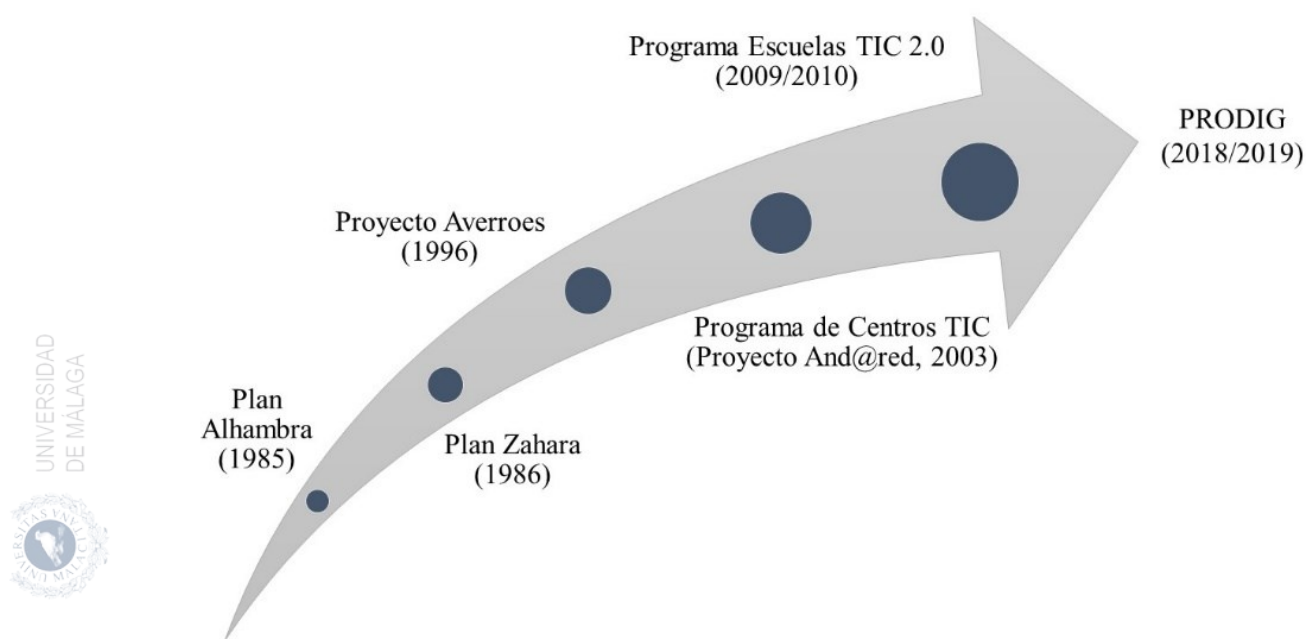 Programa Escuelas TIC 2.0
(2009/2010)
PRODIG
(2018/2019)
Proyecto Averroes
(1996)
Programa de Centros TIC
(Proyecto And@red, 2003)
Plan
Alhambra
(1985)
Plan Zahara
(1986)
UNIVERSIDAD
DE MÁLAGA